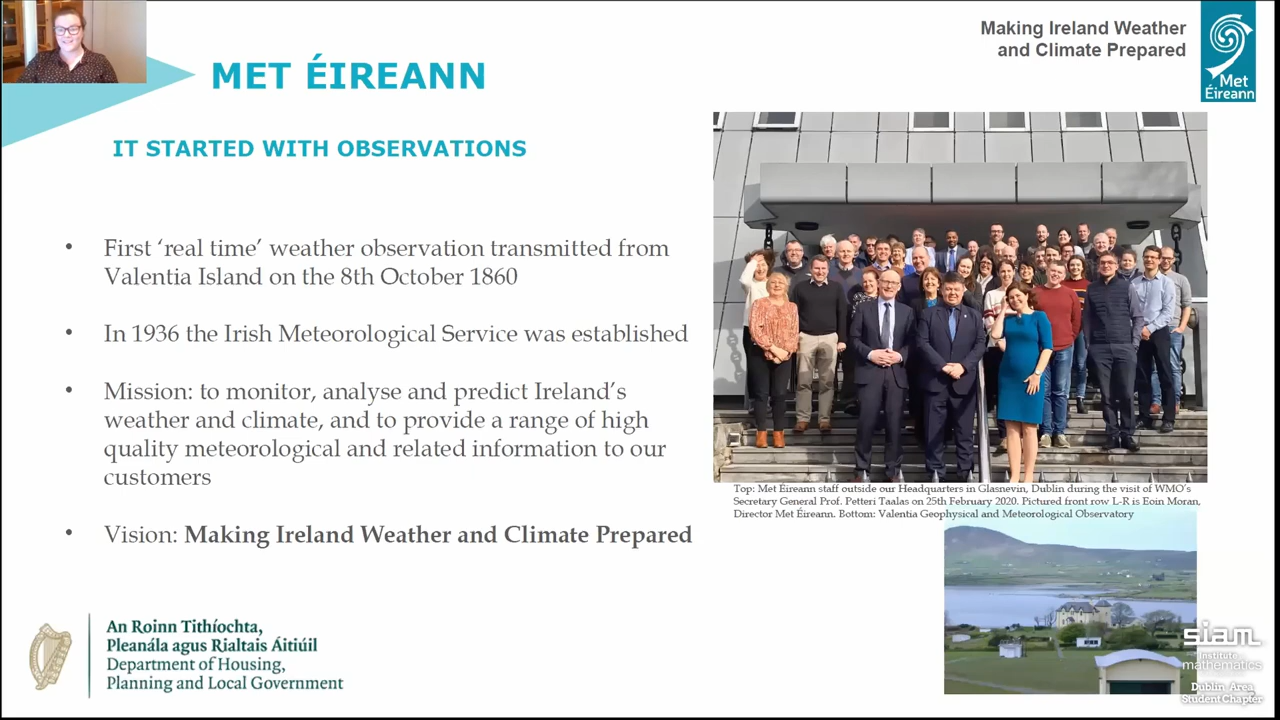 Making Ireland Weather
and Climate Prepared
Met
Éireann
MET ÉIREANN
IT STARTED WITH OBSERVATIONS
• First ‘real time’ weather observation transmitted from
Valentia Island on the 8th October 1860
• In 1936 the Irish Meteorological Service was established
• Mission: to monitor, analyse and predict Ireland’s
weather and climate, and to provide a range of high
quality meteorological and related information to our
customers
• Vision: Making Ireland Weather and Climate Prepared
Top: Met Éireann staff outside our Headquarters in Glasnevin, Dublin during the visit of WMO’s
Secretary General Prof. Petteri Taalas on 25th February 2020. Pictured front row L-R is Eoin Moran,
Director Met Éireann. Bottom: Valentia Geophysical and Meteorological Observatory
An Roinn Tithíochta,
Pleanála agus Rialtais Áitiúil
Department of Housing,
Planning and Local Government
siam
Institute
mathematics
Dublin Area
Student Chapter